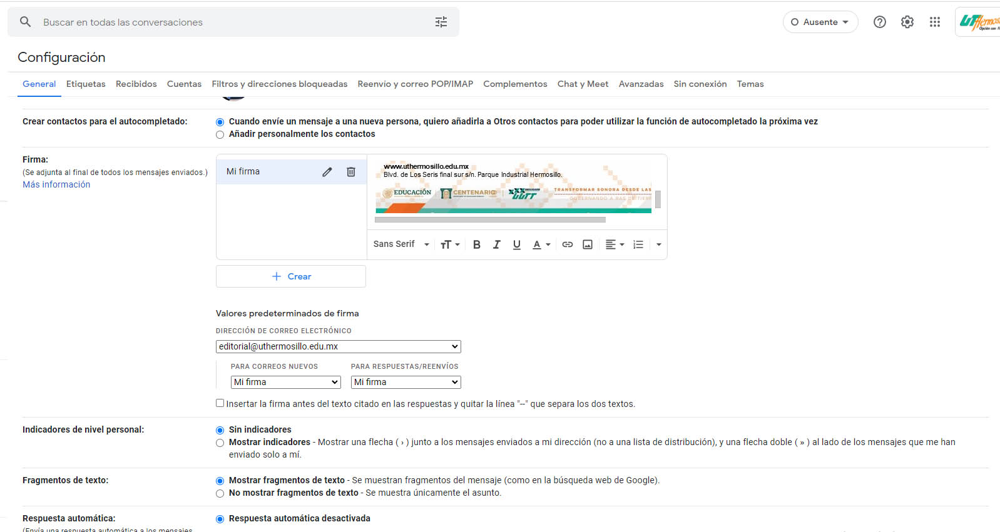 Buscar en todas las conversaciones
Ausente
UT Hermos
Opción con
Configuración
General Etiquetas Recibidos Cuentas Filtros y direcciones bloqueadas Reenvío y correo POP/IMAP Complementos Chat y Meet Avanzadas Sin conexión Temas
Crear contactos para el autocompletado:
Cuando envíe un mensaje a una nueva persona, quiero añadirla a Otros contactos para poder utilizar la función de autocompletado la próxima vez
Añadir personalmente los contactos
Firma:
(Se adjunta al final de todos los mensajes enviados.)
Más información
Mi firma
www.uthermosillo.edu.mx
Blvd. de Los Seris final sur s/n. Parque Industrial Hermosillo.
EDUCACIÓN
CENTENARIO
TRANSFORMAR SONORA DESDE LAS
GOBERNANDO A RAS DE TIERR
Sans Serif
+ Crear
Valores predeterminados de firma
DIRECCIÓN DE CORREO ELECTRÓNICO
editorial@uthermosillo.edu.mx
PARA CORREOS NUEVOS PARA RESPUESTAS/REENVÍOS
Mi firma Mi firma
Insertar la firma antes del texto citado en las respuestas y quitar la línea "--" que separa los dos textos.
Indicadores de nivel personal:
Sin indicadores
Mostrar indicadores - Mostrar una flecha ( › ) junto a los mensajes enviados a mi dirección (no a una lista de distribución), y una flecha doble ( » ) al lado de los mensajes que me han
enviado solo a mí.
Fragmentos de texto:
Mostrar fragmentos de texto - Se muestran fragmentos del mensaje (como en la búsqueda web de Google).
No mostrar fragmentos de texto - Se muestra únicamente el asunto.
Respuesta automática:
(Envía una respuesta automática a los mensajes
Respuesta automática desactivada